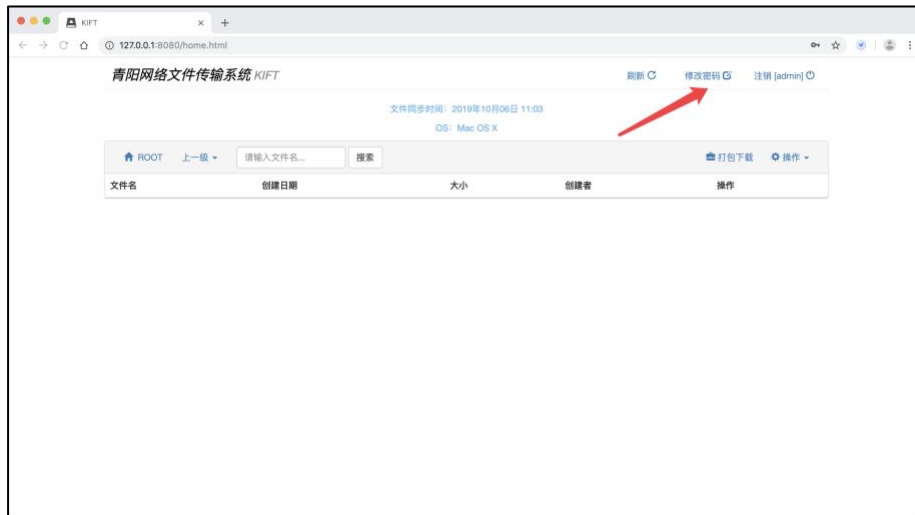 KIFT
127.0.0.1:8080/home.html
青阳网络文件传输系统 KIFT 刷新 修改密码 注销 [admin]
文件同步时间：2019年10月06日 11:03
OS：Mac OS X
ROOT 上一级 请输入文件名... 搜索 打包下载 操作
文件名 创建日期 大小 创建者 操作